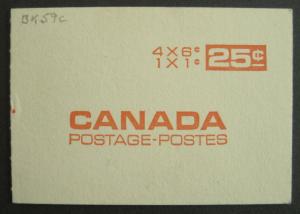 BK59c
4×6¢
1×1¢
25¢
CANADA
POSTAGE-POSTES